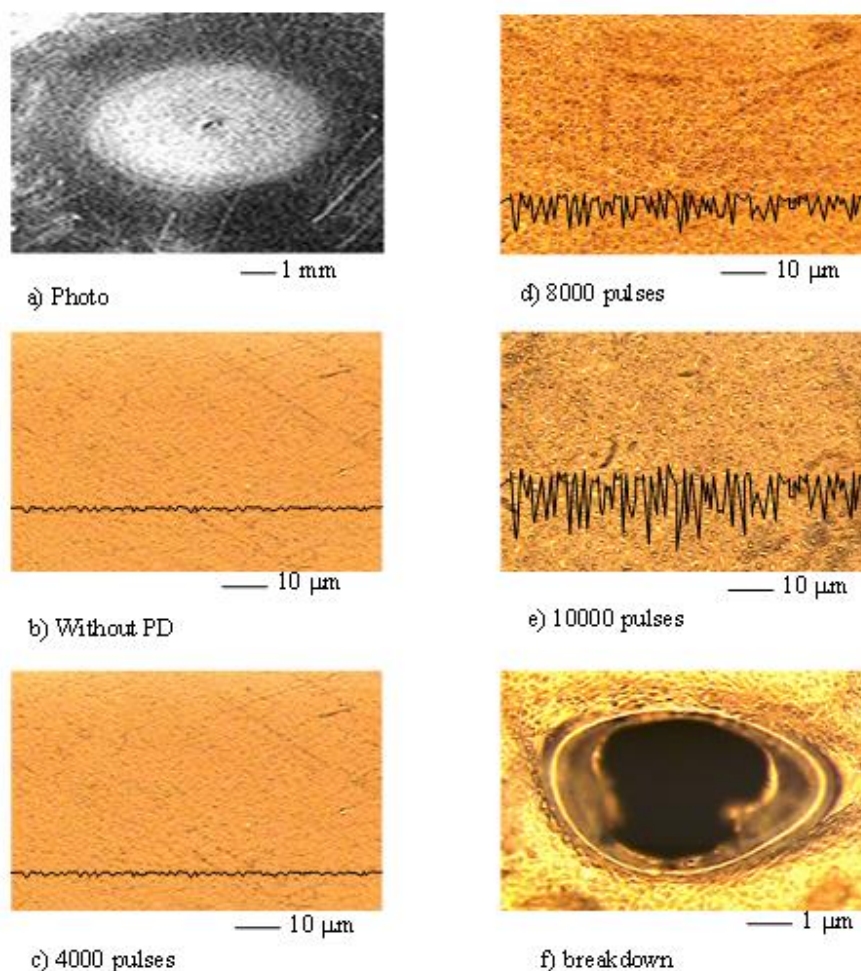 1 mm
a) Photo
10 μm
b) Without PD
10 μm
c) 4000 pulses
10 μm
d) 8000 pulses
10 μm
e) 10000 pulses
1 μm
f) breakdown